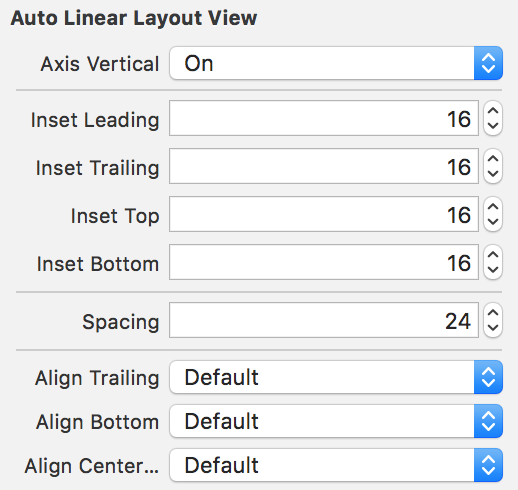 Auto Linear Layout View
Axis Vertical On
Inset Leading 16
Inset Trailing 16
Inset Top 16
Inset Bottom 16
Spacing 24
Align Trailing Default
Align Bottom Default
Align Center... Default